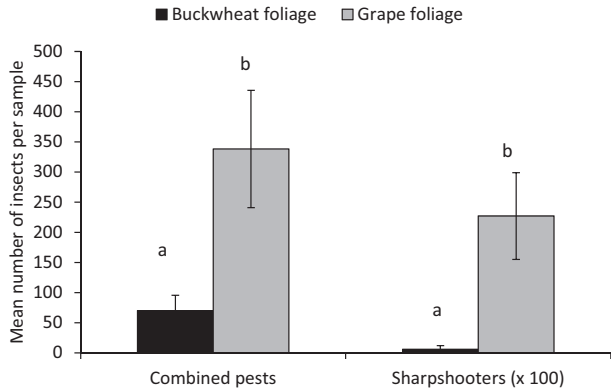 Buckwheat foliage Grape foliage
Mean number of insects per sample
500
450
400
350
300
250
200
150
100
50
0
a
b
a
b
Combined pests Sharpshooters (x 100)